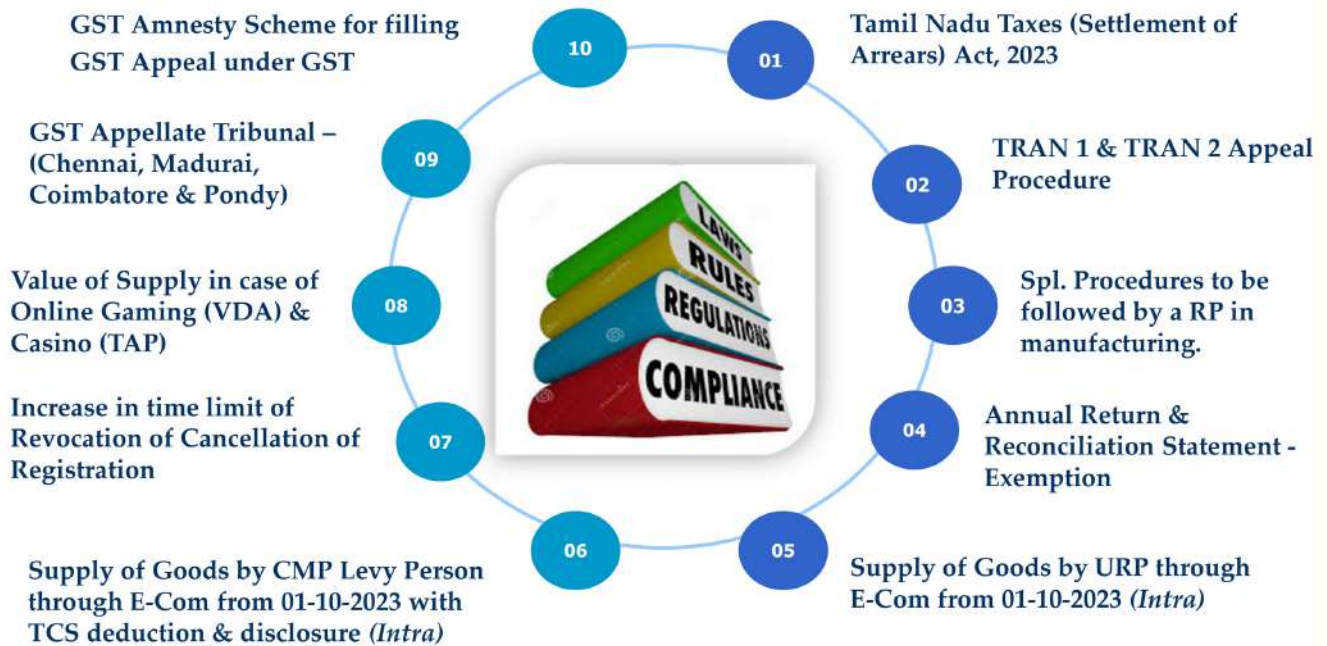 01
Tamil Nadu Taxes (Settlement of
Arrears) Act, 2023
02
TRAN 1 & TRAN 2 Appeal
Procedure
03
Spl. Procedures to be
followed by a RP in
manufacturing.
04
Annual Return &
Reconciliation Statement -
Exemption
05
Supply of Goods by URP through
E-Com from 01-10-2023 (Intra)
06
Supply of Goods by CMP Levy Person
through E-Com from 01-10-2023 with
TCS deduction & disclosure (Intra)
07
Increase in time limit of
Revocation of Cancellation of
Registration
08
Value of Supply in case of
Online Gaming (VDA) &
Casino (TAP)
09
GST Appellate Tribunal –
(Chennai, Madurai,
Coimbatore & Pondy)
10
GST Amnesty Scheme for filling
GST Appeal under GST
LAWS
RULES
REGULATIONS
COMPLIANCE